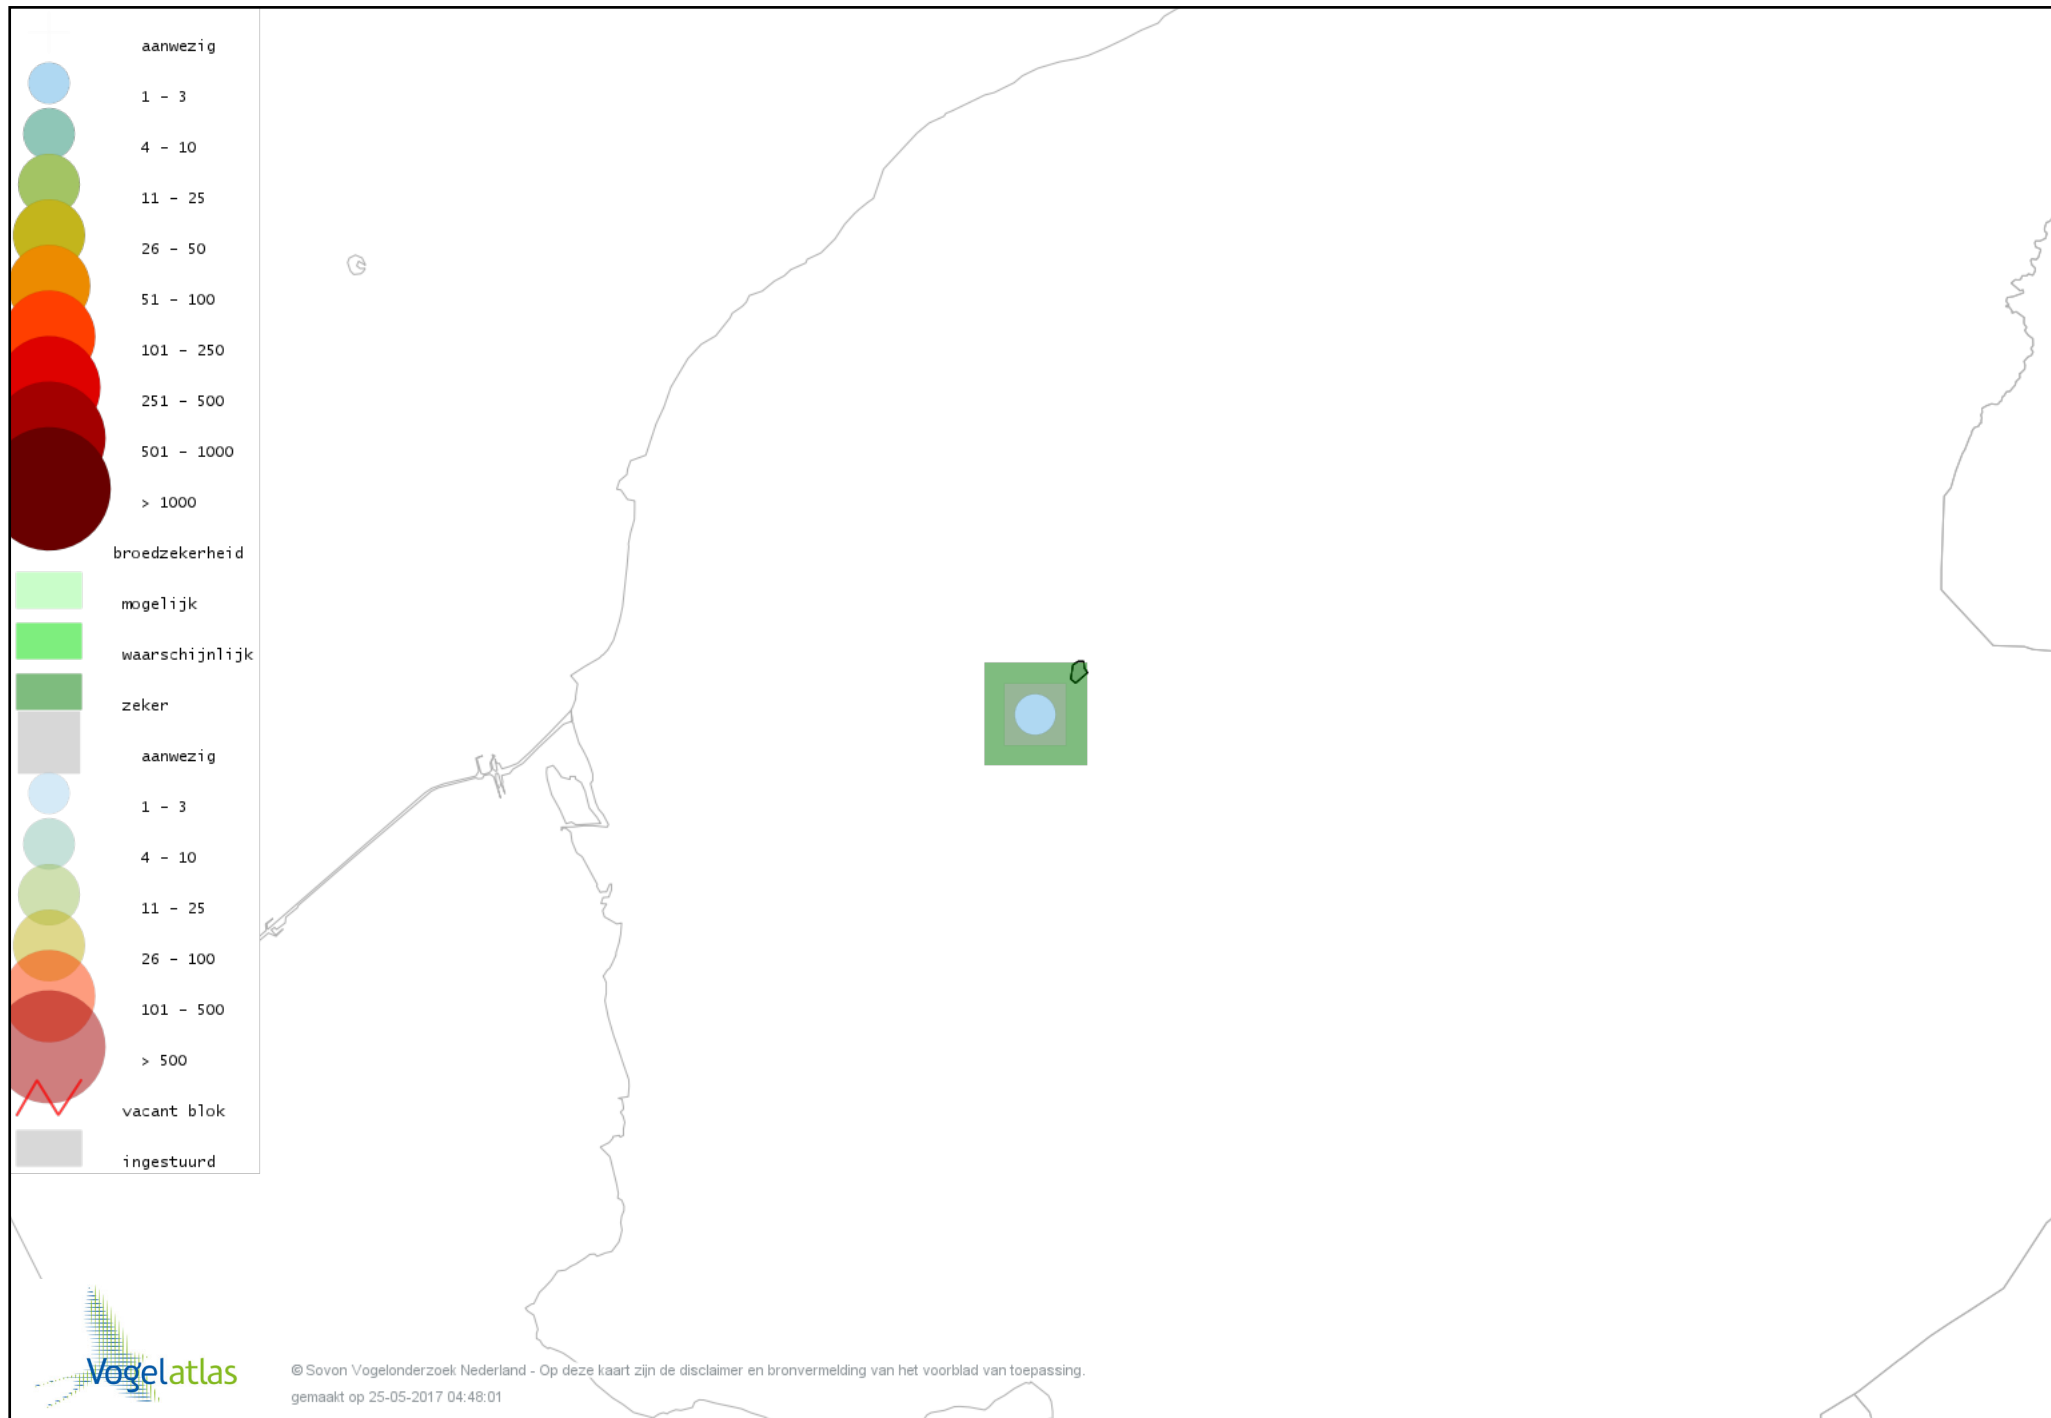 aanwezig
1 - 3
4 - 10
11 - 25
26 - 50
51 - 100
101 - 250
251 - 500
501 - 1000
> 1000
broedzekerheid
mogelijk
waarschijnlijk
zeker
aanwezig
1 - 3
4 - 10
11 - 25
26 - 100
101 - 500
> 500
vacant blok
ingestuurd
Vogelatlas
© Sovon Vogelonderzoek Nederland - Op deze kaart zijn de disclaimer en bronvermelding van het voorblad van toepassing.
gemaakt op 25-05-2017 04:48:01